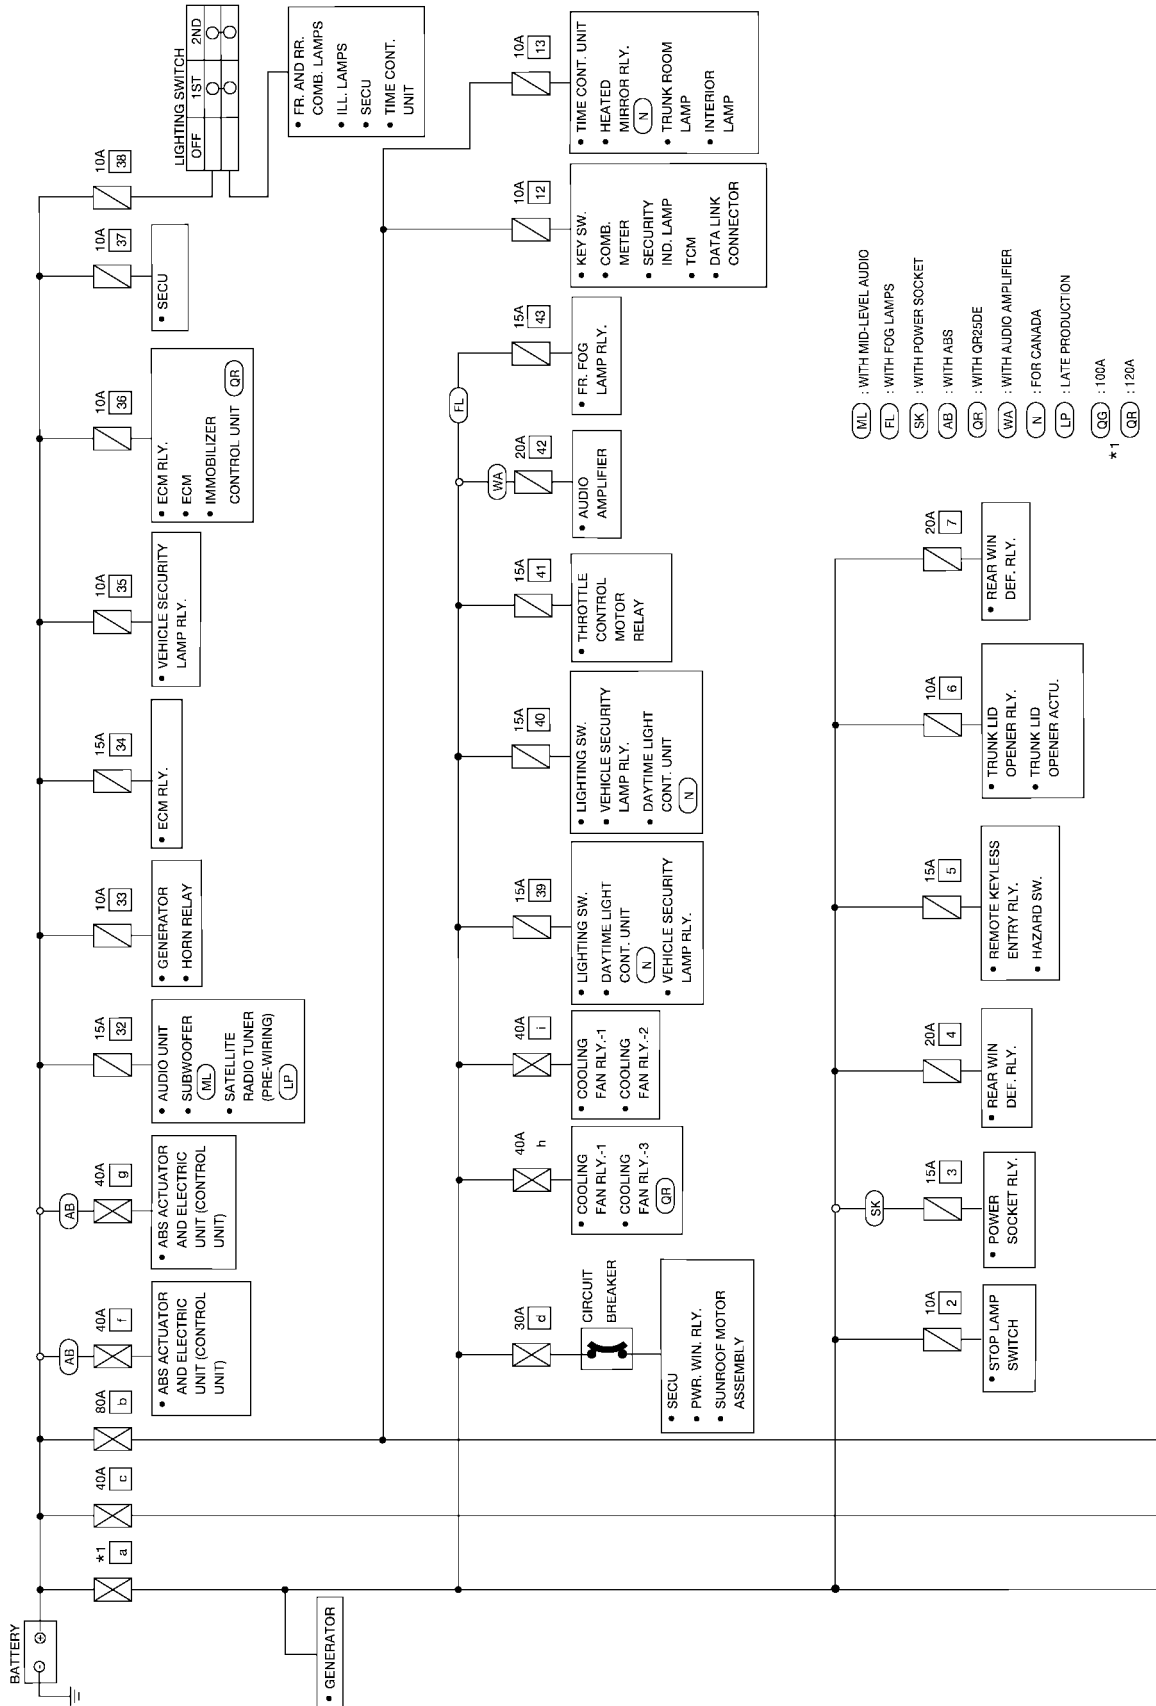 BATTERY
*1
a
40A
c
80A
b
AB
40A
f
• ABS ACTUATOR
AND ELECTRIC
UNIT (CONTROL
UNIT)
AB
40A
g
• ABS ACTUATOR
AND ELECTRIC
UNIT (CONTROL
UNIT)
15A
32
• AUDIO UNIT
• SUBWOOFER
ML
• SATELLITE
RADIO TUNER
(PRE-WIRING)
LP
10A
33
• GENERATOR
• HORN RELAY
15A
34
• ECM RLY.
10A
35
• VEHICLE SECURITY
LAMP RLY.
10A
36
• ECM RLY.
• ECM
• IMMOBILIZER
CONTROL UNIT QR
10A
37
• SECU
10A
38
LIGHTING SWITCH
OFF 1ST 2ND
• FR. AND RR.
COMB. LAMPS
• ILL. LAMPS
• SECU
• TIME CONT.
UNIT
• GENERATOR
30A
d
CIRCUIT
BREAKER
• SECU
• PWR. WIN. RLY.
• SUNROOF MOTOR
ASSEMBLY
40A
h
• COOLING
FAN RLY.-1
• COOLING
FAN RLY.-3
QR
40A
i
• COOLING
FAN RLY.-1
• COOLING
FAN RLY.-2
15A
39
• LIGHTING SW.
• DAYTIME LIGHT
CONT. UNIT
N
• VEHICLE SECURITY
LAMP RLY.
15A
40
• LIGHTING SW.
• VEHICLE SECURITY
LAMP RLY.
• DAYTIME LIGHT
CONT. UNIT
N
15A
41
• THROTTLE
CONTROL
MOTOR
RELAY
WA
20A
42
• AUDIO
AMPLIFIER
FL
15A
43
• FR. FOG
LAMP RLY.
10A
12
• KEY SW.
• COMB.
METER
• SECURITY
IND. LAMP
• TCM
• DATA LINK
CONNECTOR
10A
13
• TIME CONT. UNIT
• HEATED
MIRROR RLY.
N
• TRUNK ROOM
LAMP
• INTERIOR
LAMP
10A
2
• STOP LAMP
SWITCH
SK
15A
3
• POWER
SOCKET RLY.
20A
4
• REAR WIN
DEF. RLY.
15A
5
• REMOTE KEYLESS
ENTRY RLY.
• HAZARD SW.
10A
6
• TRUNK LID
OPENER RLY.
• TRUNK LID
OPENER ACTU.
20A
7
• REAR WIN
DEF. RLY.
ML : WITH MID-LEVEL AUDIO
FL : WITH FOG LAMPS
SK : WITH POWER SOCKET
AB : WITH ABS
QR : WITH QR25DE
WA : WITH AUDIO AMPLIFIER
N : FOR CANADA
LP : LATE PRODUCTION
*1 QG : 100A
QR : 120A